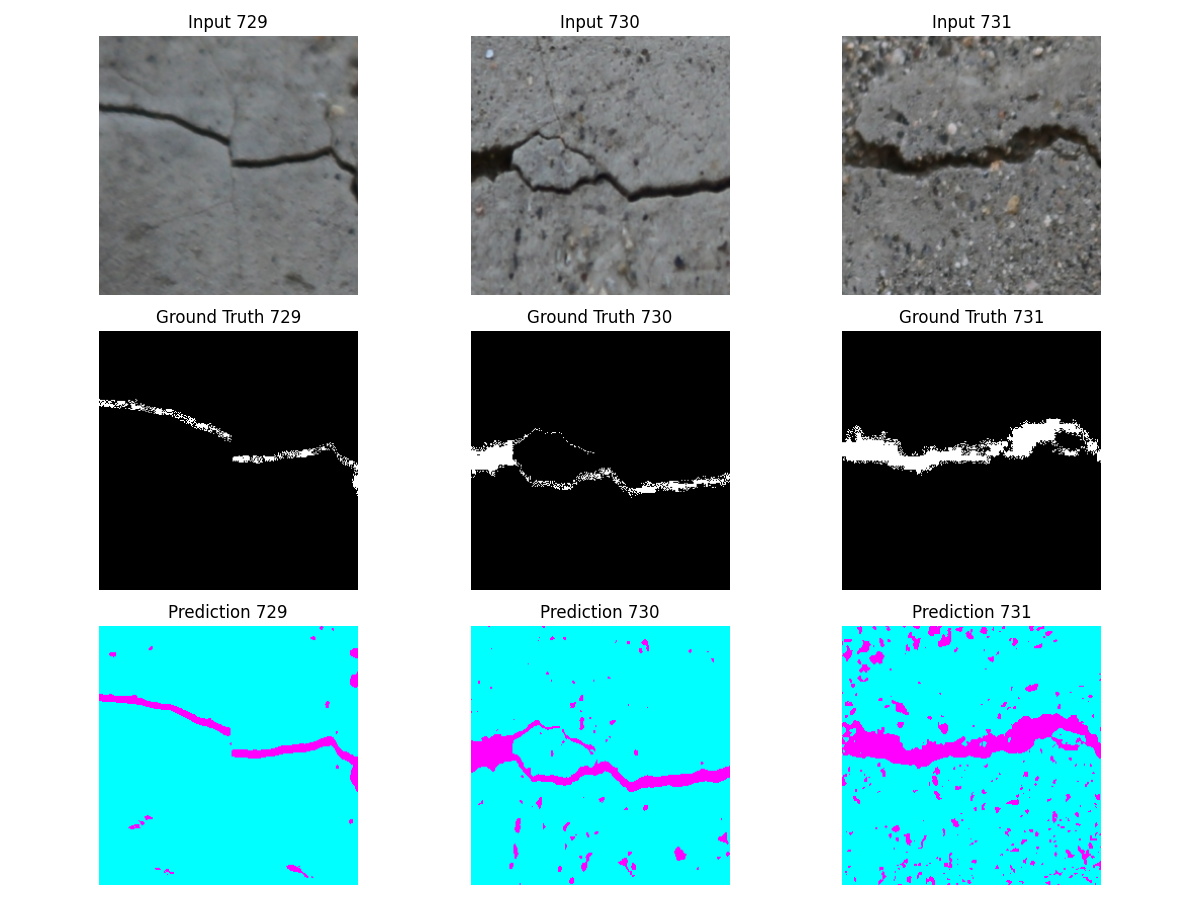 Input 729
Input 730
Input 731
Ground Truth 729
Ground Truth 730
Ground Truth 731
Prediction 729
Prediction 730
Prediction 731